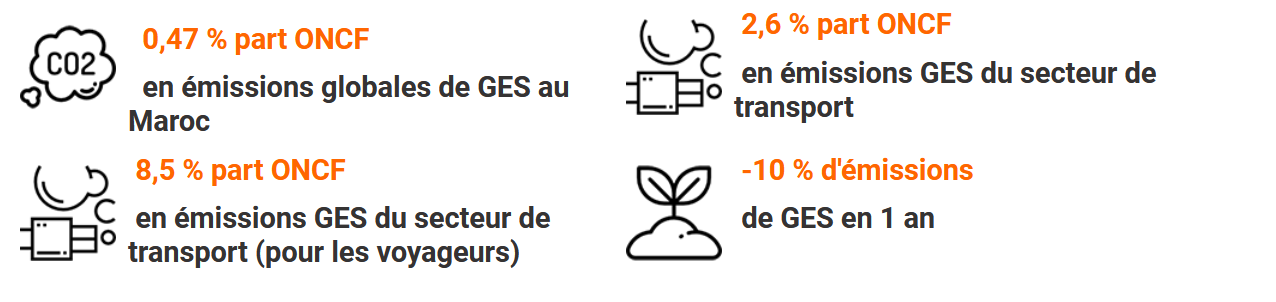 CO2
0,47 % part ONCF
en émissions globales de GES au
Maroc
2,6 % part ONCF
en émissions GES du secteur de
transport
8,5 % part ONCF
en émissions GES du secteur de
transport (pour les voyageurs)
-10 % d'émissions
de GES en 1 an